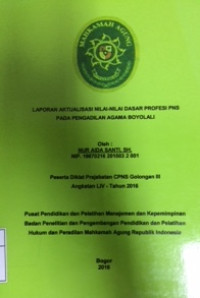 MAHKAMAH AGUNG
LAPORAN AKTUALISASI NILAI-NILAI DASAR PROFESI PNS
PADA PENGADILAN AGAMA BOYOLALI
Oleh :
NUR AIDA SANTI, SH.
Peserta Diklat Prajabatan CPNS Golongan III
Angkatan LIV - Tahun 2016
Pusat Pendidikan dan Pelatihan Manajemen dan Kepemimpinan
Badan Penelitian dan Pengembangan Pendidikan dan Pelatihan
Hukum dan Peradilan Mahkamah Agung Republik Indonesia
Bogor
2016